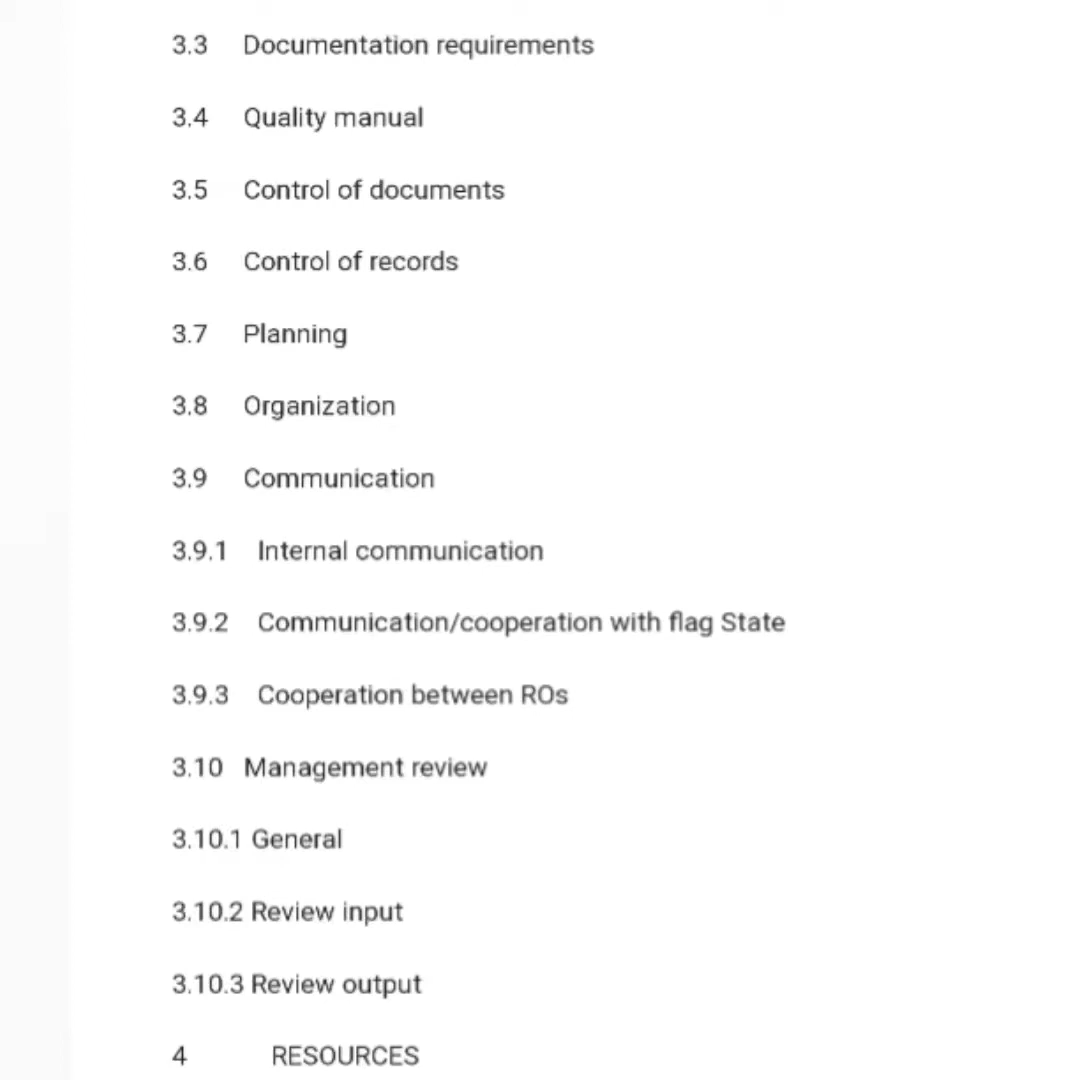 3.3 Documentation requirements
3.4 Quality manual
3.5 Control of documents
3.6 Control of records
3.7 Planning
3.8 Organization
3.9 Communication
3.9.1 Internal communication
3.9.2 Communication/cooperation with flag State
3.9.3 Cooperation between ROs
3.10 Management review
3.10.1 General
3.10.2 Review input
3.10.3 Review output
4 RESOURCES